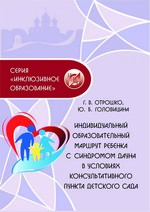 СЕРИЯ
«ИНКЛЮЗИВНОЕ
ОБРАЗОВАНИЕ»
Г. В. ОТРОШКО,
Ю. Б. ГОЛОВИЦИНА
ИНДИВИДУАЛЬНЫЙ
ОБРАЗОВАТЕЛЬНЫЙ
МАРШРУТ РЕБЕНКА
С СИНДРОМОМ ДАУНА
В УСЛОВИЯХ
КОНСУЛЬТАТИВНОГО
ПУНКТА ДЕТСКОГО САДА